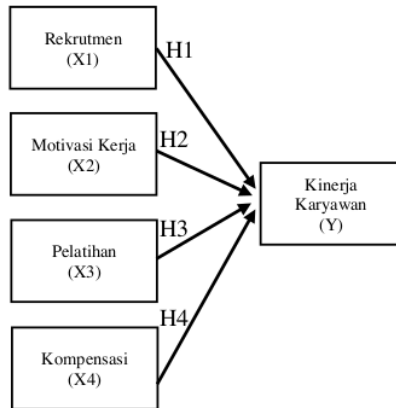 Rekrutmen
(X1)
H1
Motivasi Kerja
(X2)
H2
Kinerja
Karyawan
(Y)
Pelatihan
(X3)
H3
Kompensasi
(X4)
H4